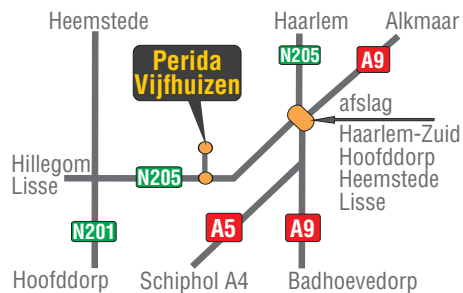 Heemstede
Haarlem
Alkmaar
Perida
Vijfhuizen
N205
A9
afslag
Haarlem-Zuid
Hoofddorp
Heemstede
Lisse
Hillegom
Lisse
N205
N201
A5
A9
Hoofddorp
Schiphol A4
Badhoevedorp